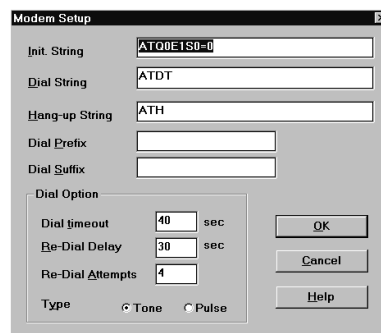 Modem Setup
Init. String ATQ0E1S0=0
Dial String ATDT
Hang-up String ATH
Dial Prefix
Dial Suffix
Dial Option
Dial timeout 40 sec
Re-Dial Delay 30 sec
Re-Dial Attempts 4
Type Tone Pulse
OK
Cancel
Help